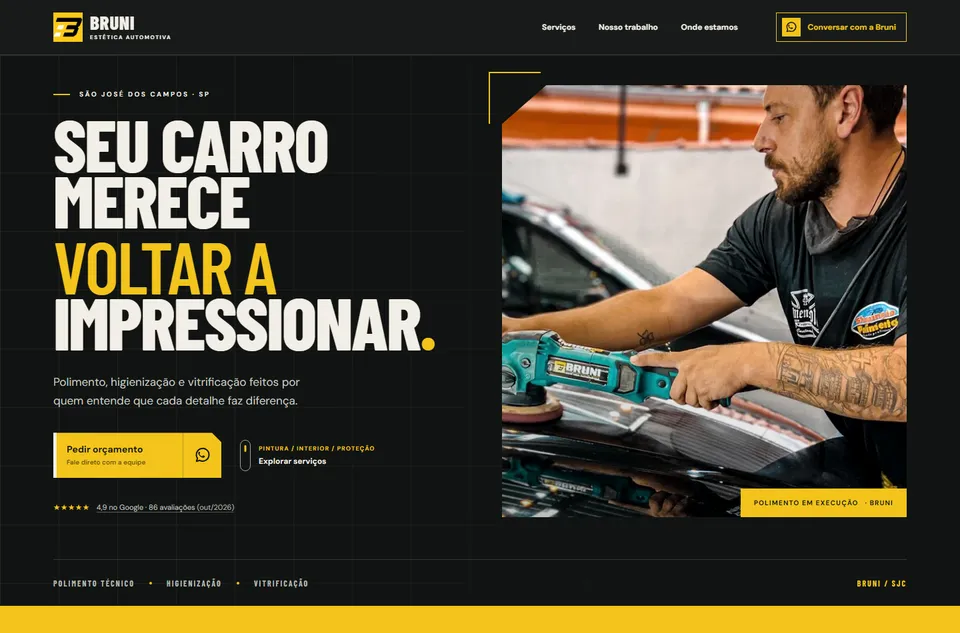 BRUNI
ESTÉTICA AUTOMOTIVA
Serviços
Nosso trabalho
Onde estamos
Conversar com a Bruni
SÃO JOSÉ DOS CAMPOS · SP
SEU CARRO
MERECE
VOLTAR A
IMPRESSIONAR.
Polimento, higienização e vitrificação feitos por
quem entende que cada detalhe faz diferença.
Pedir orçamento
Fale direto com a equipe
PINTURA / INTERIOR / PROTEÇÃO
Explorar serviços
★★★★★ 4,9 no Google · 86 avaliações (out/2026)
BRUNI
POLIMENTO EM EXECUÇÃO · BRUNI
POLIMENTO TÉCNICO • HIGIENIZAÇÃO • VITRIFICAÇÃO
BRUNI / SJC